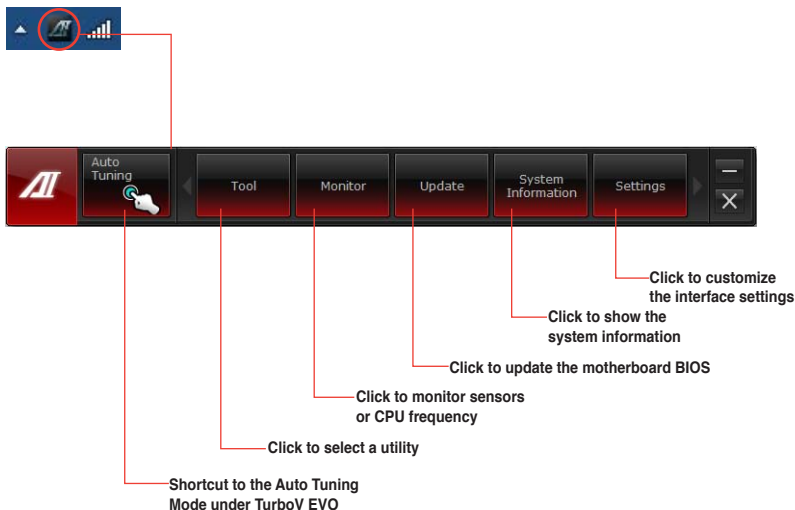 Auto
Tuning
Tool
Monitor
Update
System
Information
Settings
Click to customize
the interface settings
Click to show the
system information
Click to update the motherboard BIOS
Click to monitor sensors
or CPU frequency
Click to select a utility
Shortcut to the Auto Tuning
Mode under TurboV EVO